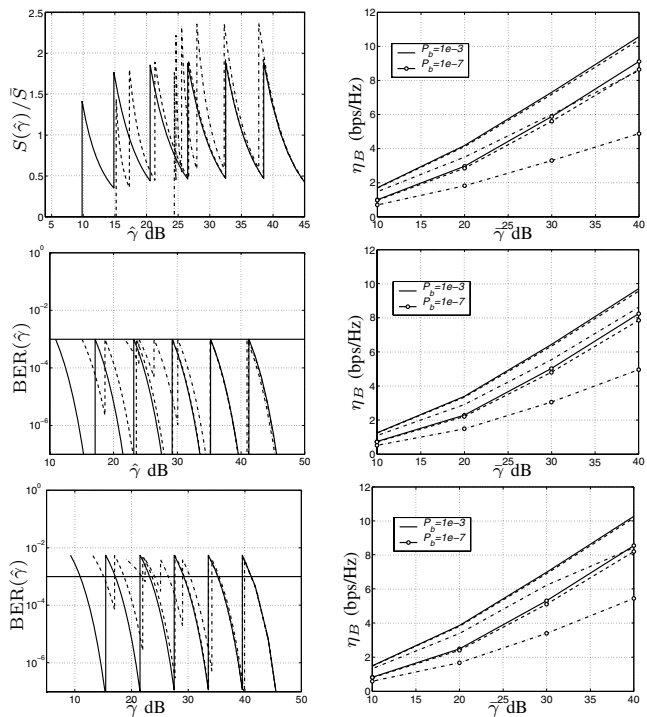 2.5
2
1.5
1
0.5
0
S(γ̂)/S̄
5 10 15 20 25 30 35 40 45
γ̂ dB
12
10
8
6
4
2
0
η_B (bps/Hz)
P_b=1e−3
P_b=1e−7
10 15 20 25 30 35 40
γ̄ dB
10^0
10^−2
10^−4
10^−6
BER(γ̂)
10 20 30 40 50
γ̂ dB
12
10
8
6
4
2
0
η_B (bps/Hz)
P_b=1e−3
P_b=1e−7
10 15 20 25 30 35 40
γ̄ dB
10^0
10^−2
10^−4
10^−6
BER(γ̂)
10 20 30 40 50
γ̂ dB
12
10
8
6
4
2
0
η_B (bps/Hz)
P_b=1e−3
P_b=1e−7
10 15 20 25 30 35 40
γ̄ dB